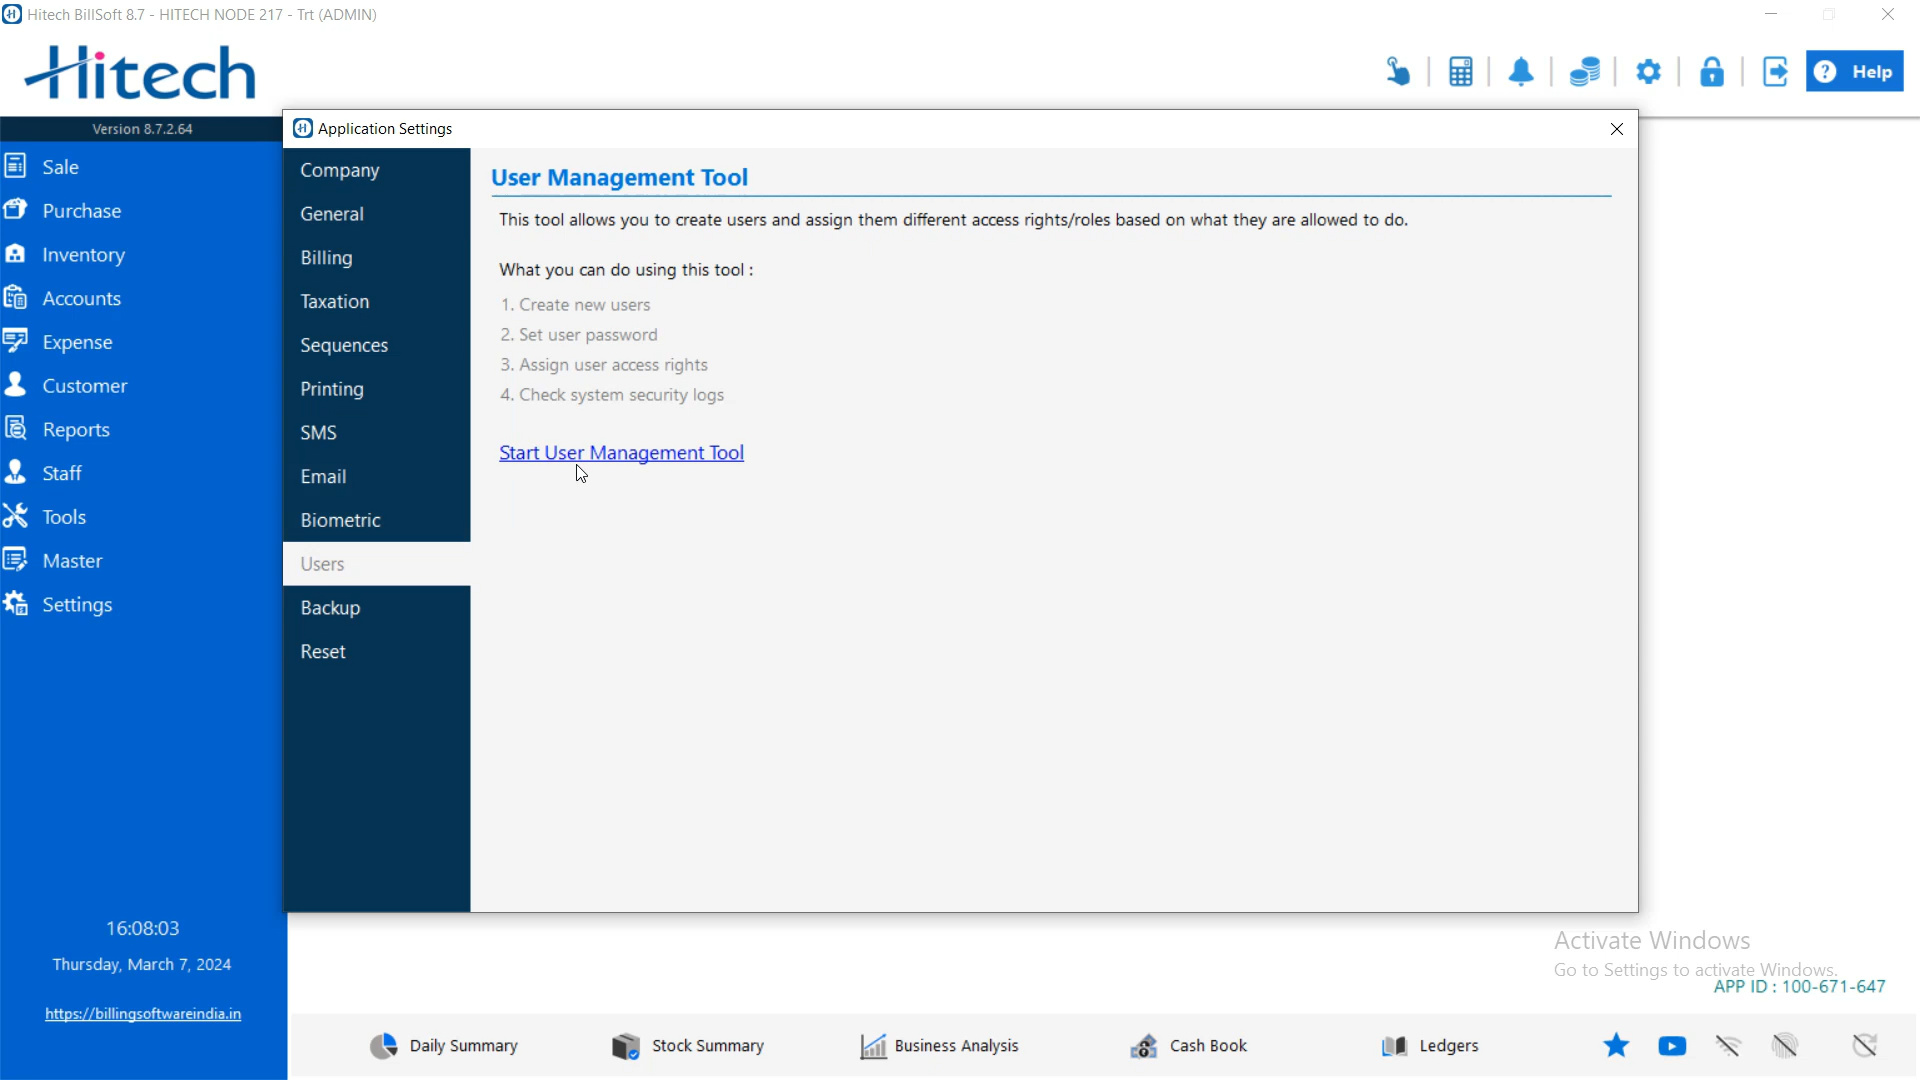 Hitech BillSoft 8.7 - HITECH NODE 217 - Trt (ADMIN)
Hitech
Help
Version 8.7.2.64
Sale
Purchase
Inventory
Accounts
Expense
Customer
Reports
Staff
Tools
Master
Settings
16:08:03
Thursday, March 7, 2024
https://billingsoftwareindia.in
Application Settings
Company
General
Billing
Taxation
Sequences
Printing
SMS
Email
Biometric
Users
Backup
Reset
User Management Tool
This tool allows you to create users and assign them different access rights/roles based on what they are allowed to do.
What you can do using this tool :
1. Create new users
2. Set user password
3. Assign user access rights
4. Check system security logs
Start User Management Tool
Activate Windows
Go to Settings to activate Windows.
APP ID : 100-671-647
Daily Summary
Stock Summary
Business Analysis
Cash Book
Ledgers